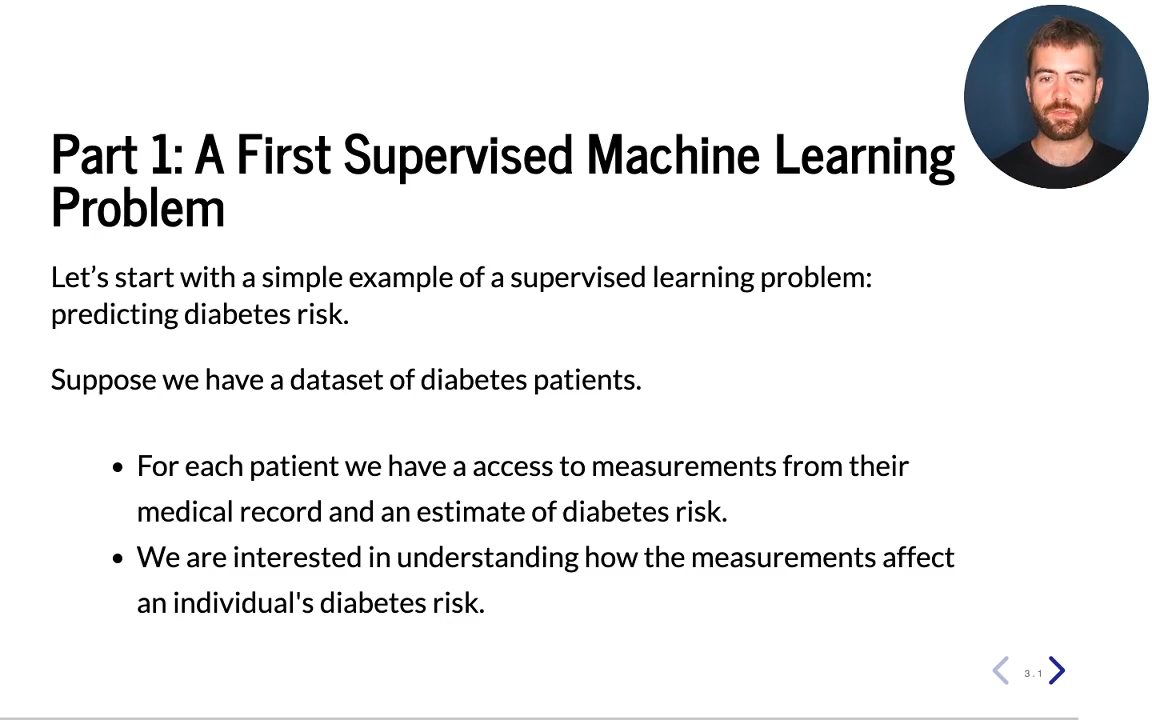 Part 1: A First Supervised Machine Learning
Problem
Let’s start with a simple example of a supervised learning problem:
predicting diabetes risk.
Suppose we have a dataset of diabetes patients.
• For each patient we have a access to measurements from their
medical record and an estimate of diabetes risk.
• We are interested in understanding how the measurements affect
an individual's diabetes risk.
3.1